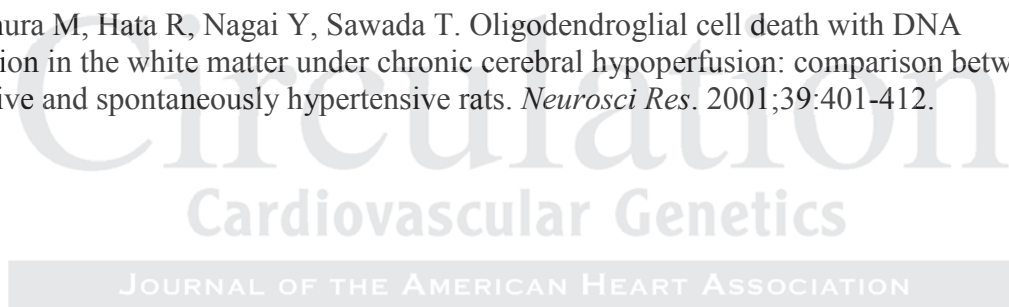 ura M, Hata R, Nagai Y, Sawada T. Oligodendroglial cell death with DNA
ion in the white matter under chronic cerebral hypoperfusion: comparison betw
ive and spontaneously hypertensive rats. Neurosci Res. 2001;39:401-412.
Circulation
Cardiovascular Genetics
JOURNAL OF THE AMERICAN HEART ASSOCIATION